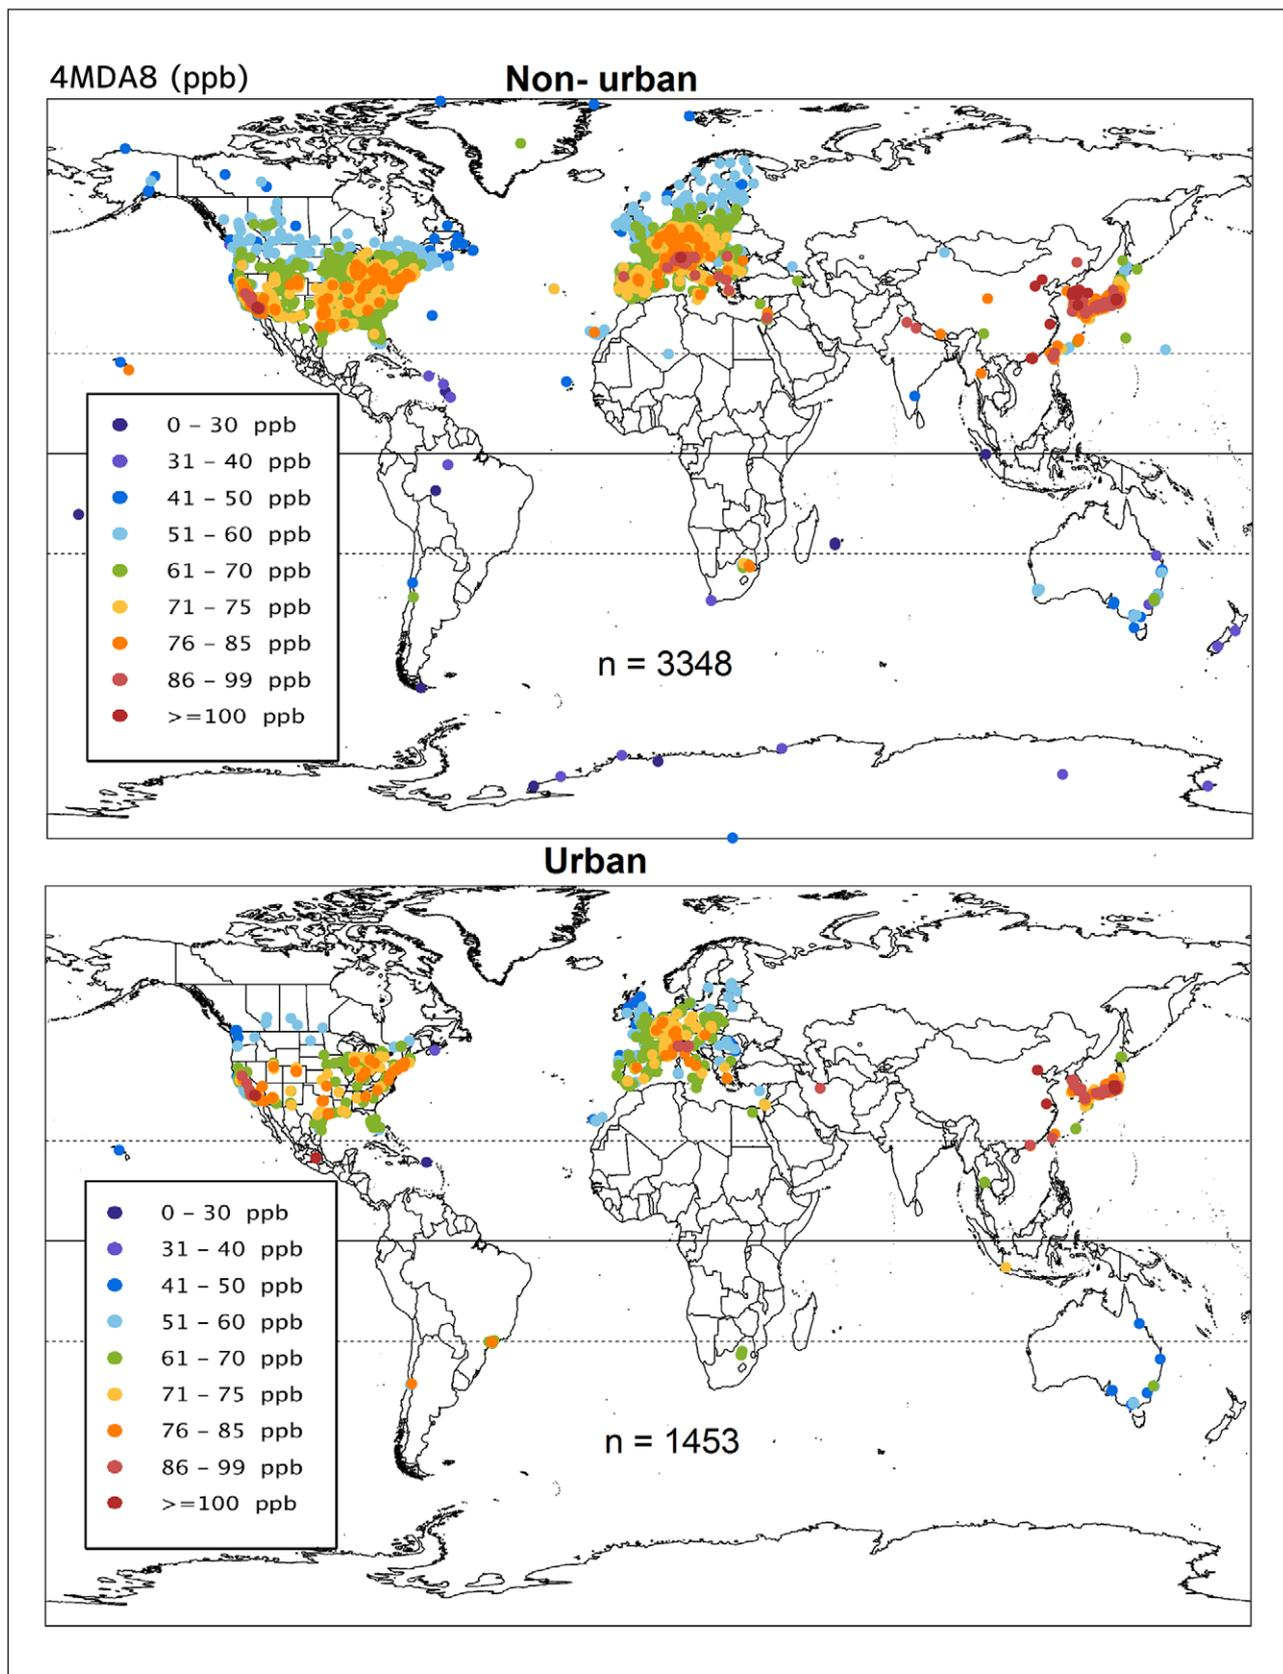 4MDA8 (ppb)
Non- urban
0 – 30 ppb
31 – 40 ppb
41 – 50 ppb
51 – 60 ppb
61 – 70 ppb
71 – 75 ppb
76 – 85 ppb
86 – 99 ppb
>=100 ppb
n = 3348
Urban
0 – 30 ppb
31 – 40 ppb
41 – 50 ppb
51 – 60 ppb
61 – 70 ppb
71 – 75 ppb
76 – 85 ppb
86 – 99 ppb
>=100 ppb
n = 1453